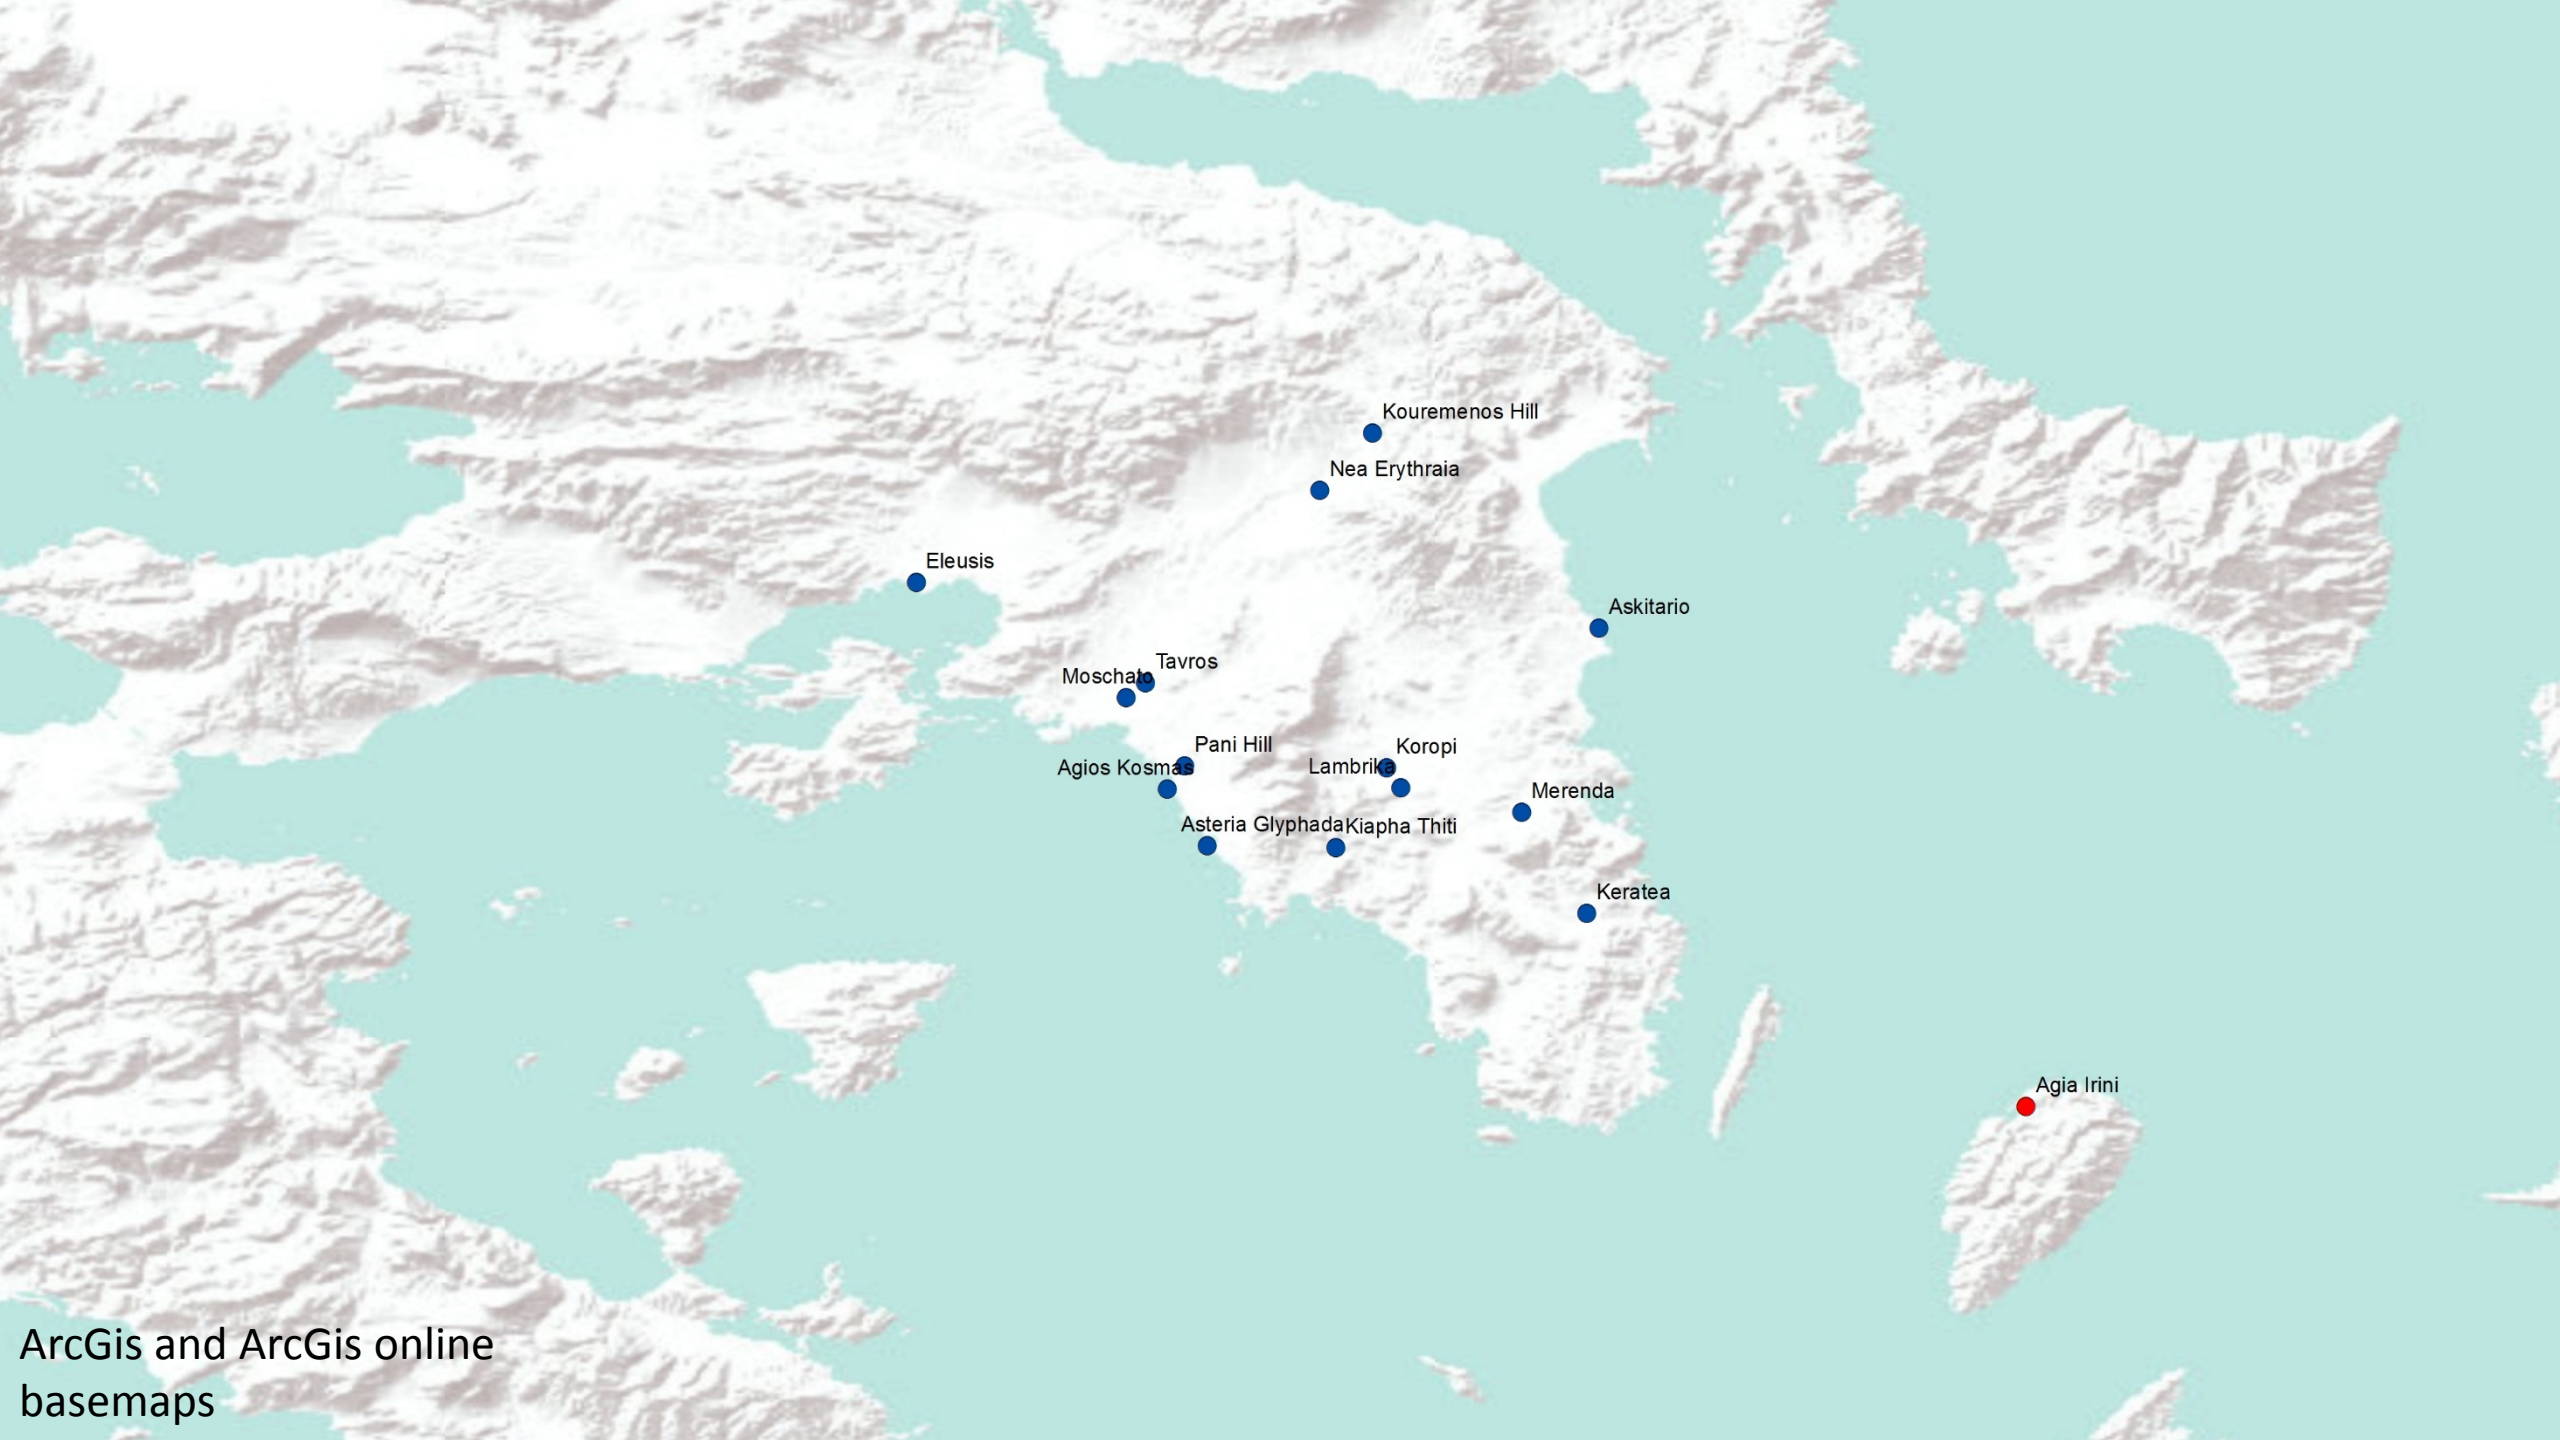 Kouremenos Hill
Nea Erythraia
Eleusis
Askitario
Tavros
Moschato
Pani Hill
Koropi
Agios Kosmas
Lambrika
Merenda
Asteria Glyphada
Kiapha Thiti
Keratea
Agia Irini
ArcGis and ArcGis online
basemaps